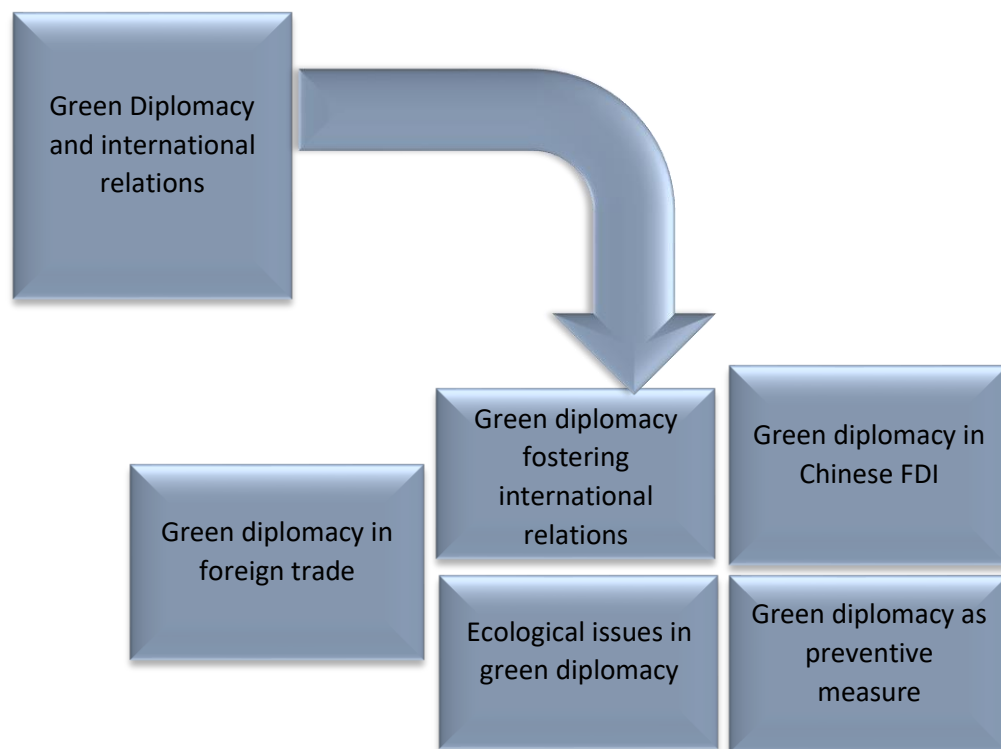 Green Diplomacy
and international
relations
Green diplomacy
fostering
international
relations
Green diplomacy in
Chinese FDI
Green diplomacy in
foreign trade
Ecological issues in
green diplomacy
Green diplomacy as
preventive
measure